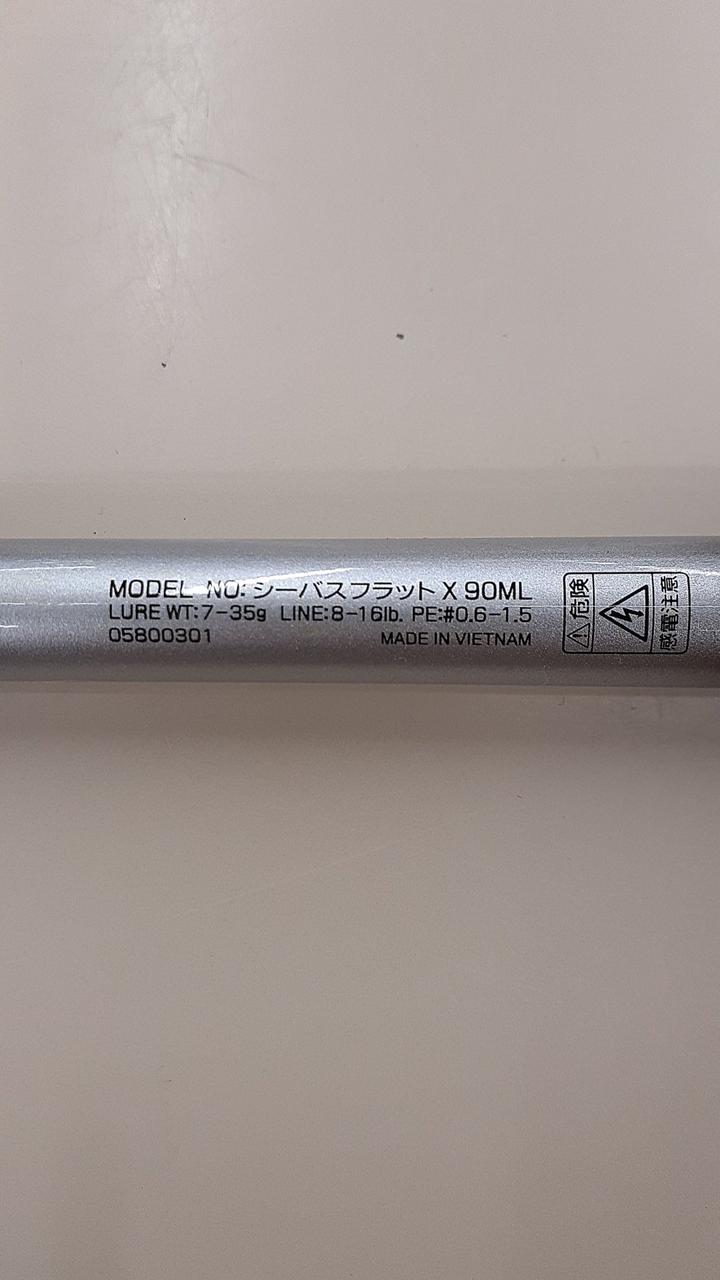 MODEL NO: シーバスフラット X 90ML
LURE WT:7-35g LINE:8-16lb. PE:#0.6-1.5
05800301 MADE IN VIETNAM
危険
感電注意